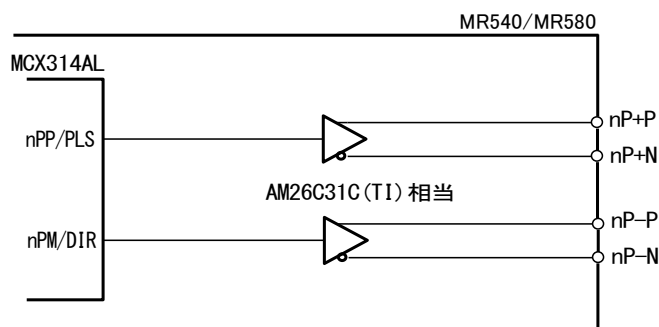 MR540/MR580
MCX314AL
nPP/PLS
nP+P
nP+N
AM26C31C(TI)相当
nPM/DIR
nP-P
nP-N